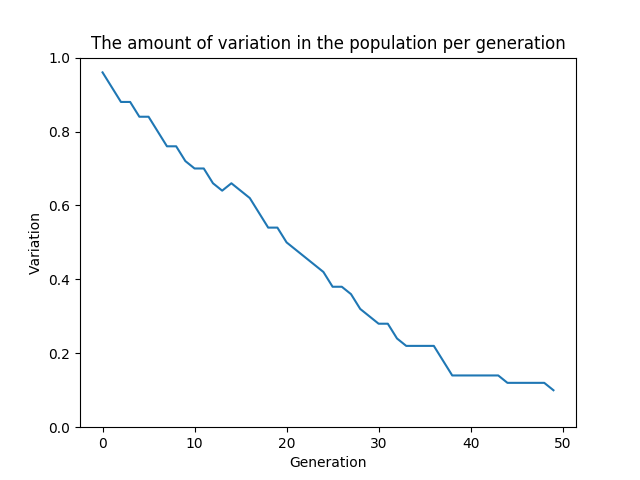 The amount of variation in the population per generation
1.0
0.8
0.6
0.4
0.2
0.0
Variation
0 10 20 30 40 50
Generation